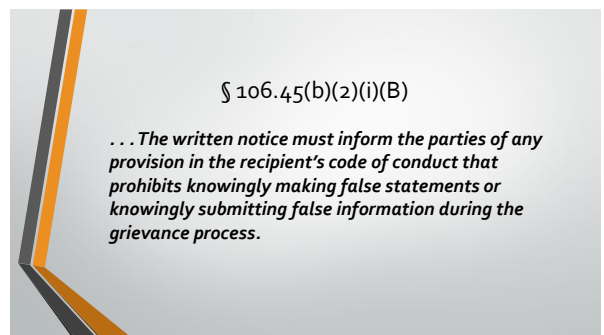 § 106.45(b)(2)(i)(B)
. . . The written notice must inform the parties of any
provision in the recipient’s code of conduct that
prohibits knowingly making false statements or
knowingly submitting false information during the
grievance process.